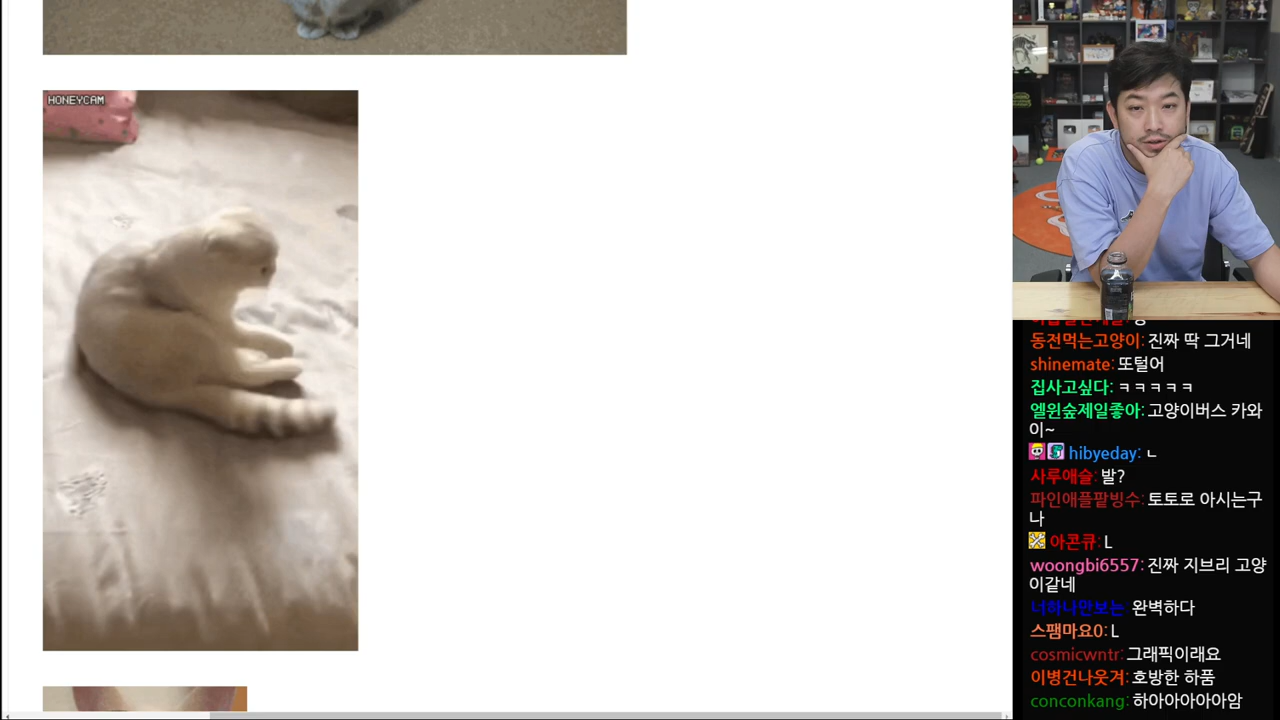 HONEYCAM
동전먹는고양이: 진짜 딱 그거네
shinemate: 또털어
집사고싶다: ㅋㅋㅋㅋㅋ
엘윈숲제일좋아: 고양이버스 카와
이~
hibyeday: ㄴ
사루애슬: 발?
파인애플팥빙수: 토토로 아시는구
나
아콘큐: L
woongbi6557: 진짜 지브리 고양
이같네
너하나안보는: 완벽하다
스팸마요0: L
cosmicwntr: 그래픽이래요
이병건나웃겨: 호방한 하품
conconkang: 하아아아아아암